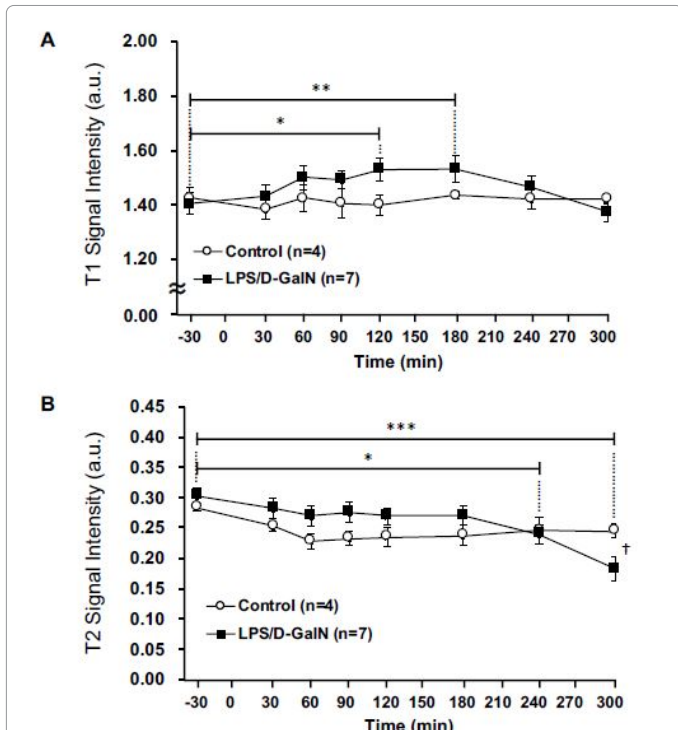 A
2.00
1.80
1.60
1.40
1.20
0.00
T1 Signal Intensity (a.u.)
**
*
Control (n=4)
LPS/D-GalN (n=7)
-30 0 30 60 90 120 150 180 210 240 270 300
Time (min)
B
0.45
0.40
0.35
0.30
0.25
0.20
0.15
0.10
0.05
0.00
T2 Signal Intensity (a.u.)
***
*
†
Control (n=4)
LPS/D-GalN (n=7)
-30 0 30 60 90 120 150 180 210 240 270 300
Time (min)